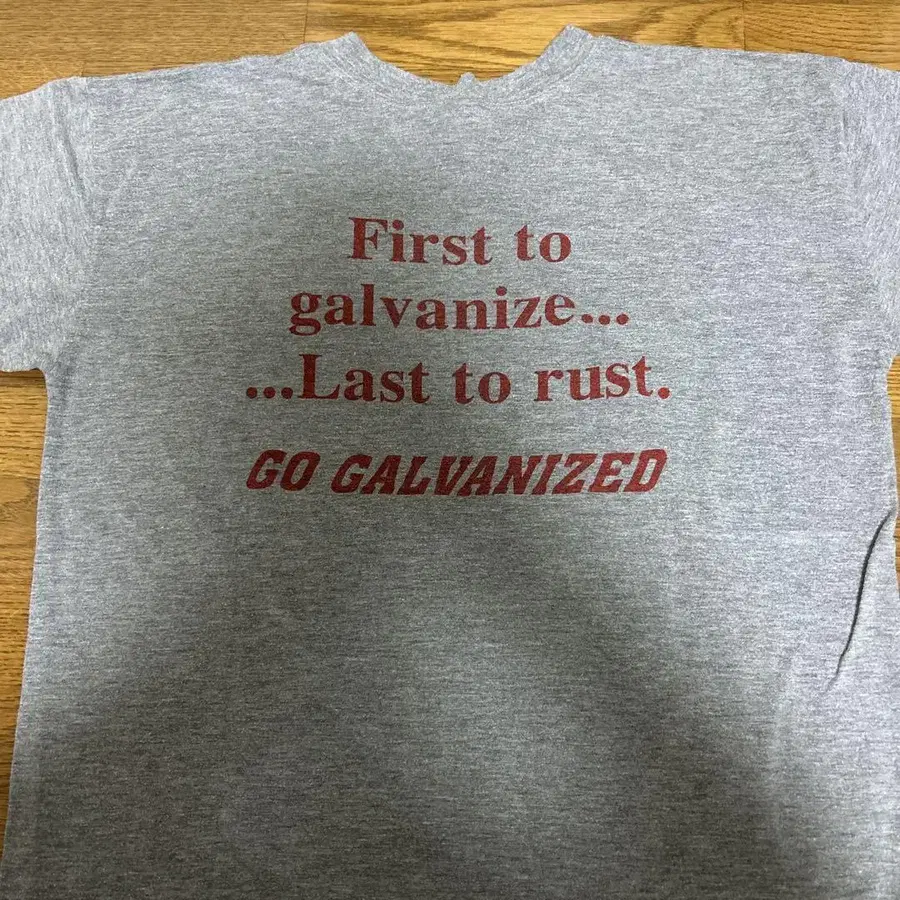 First to
galvanize...
...Last to rust.
GO GALVANIZED